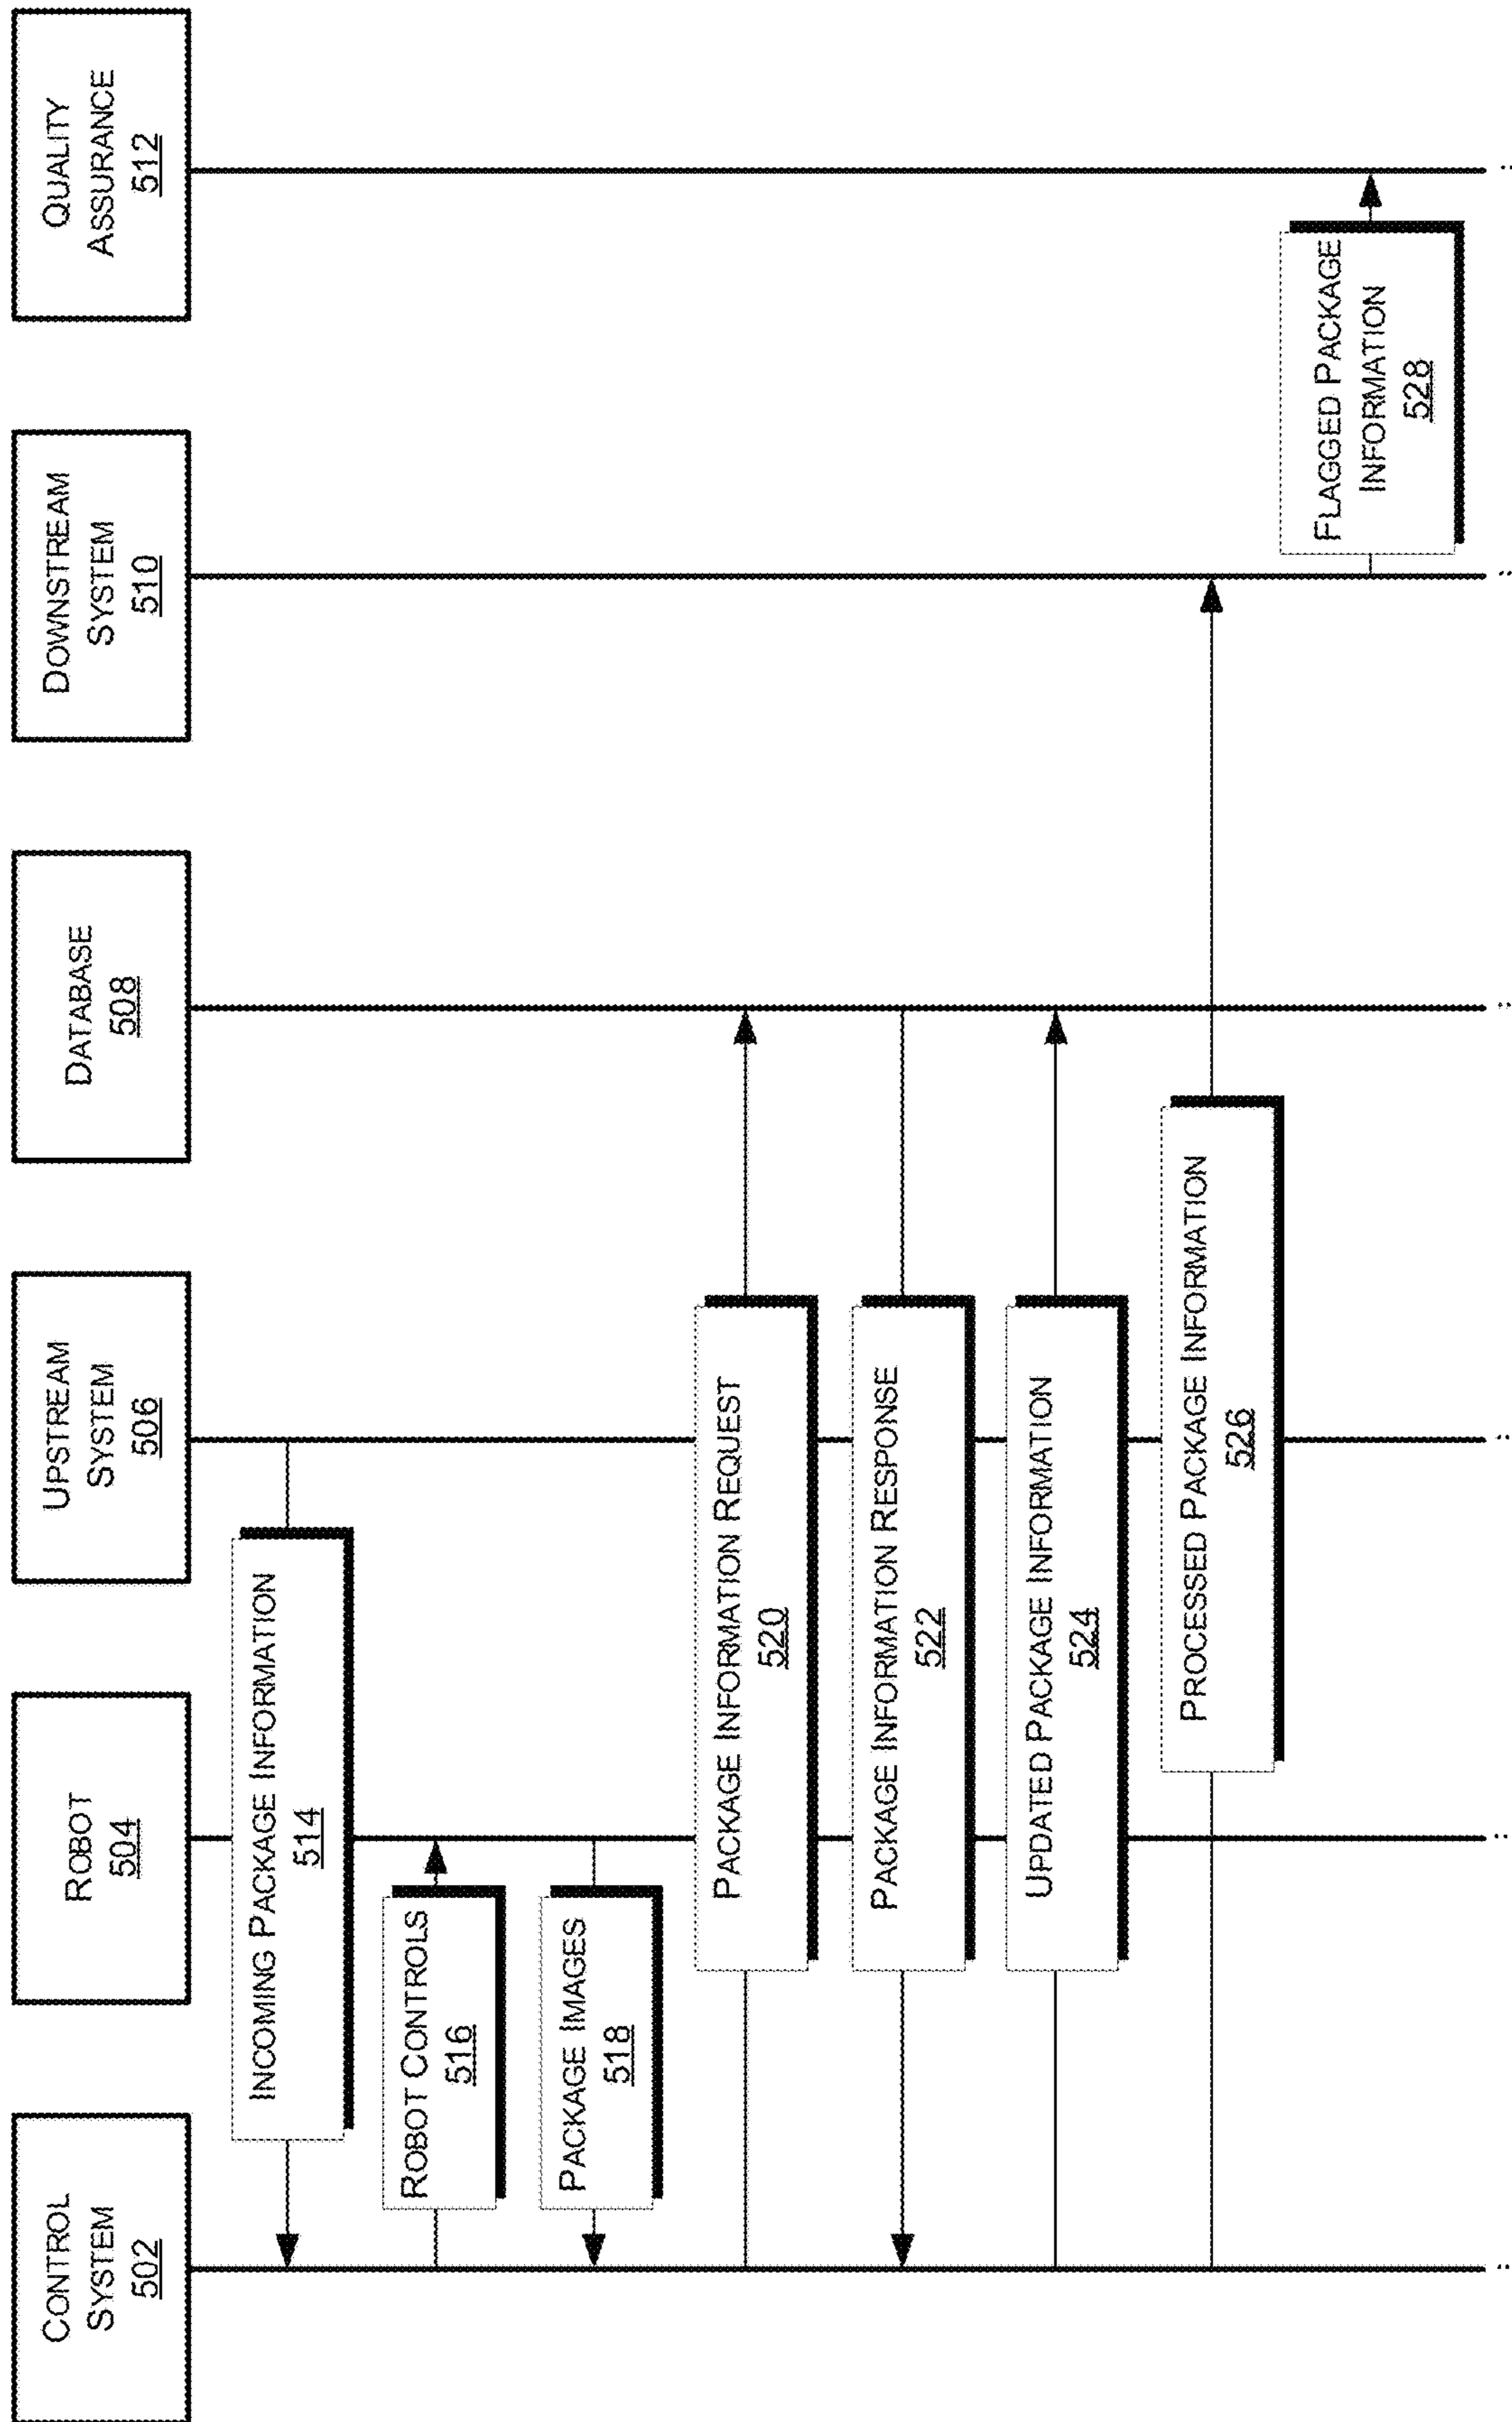 CONTROL
SYSTEM
502
ROBOT
504
UPSTREAM
SYSTEM
506
DATABASE
508
DOWNSTREAM
SYSTEM
510
QUALITY
ASSURANCE
512
INCOMING PACKAGE INFORMATION
514
ROBOT CONTROLS
516
PACKAGE IMAGES
518
PACKAGE INFORMATION REQUEST
520
PACKAGE INFORMATION RESPONSE
522
UPDATED PACKAGE INFORMATION
524
PROCESSED PACKAGE INFORMATION
526
FLAGGED PACKAGE
INFORMATION
528